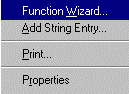 Function Wizard...
Add String Entry...
Print...
Properties